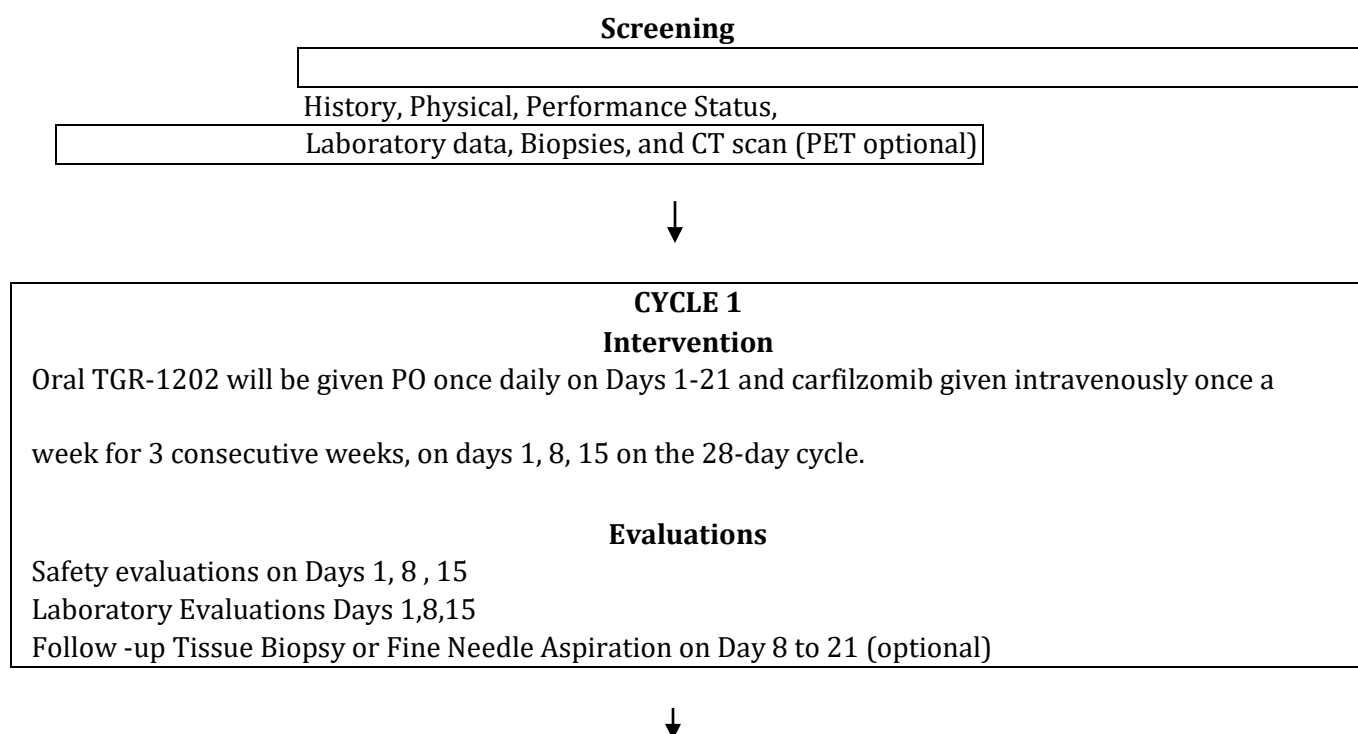 Screening
History, Physical, Performance Status,
Laboratory data, Biopsies, and CT scan (PET optional)
CYCLE 1
Intervention
Oral TGR-1202 will be given PO once daily on Days 1-21 and carfilzomib given intravenously once a
week for 3 consecutive weeks, on days 1, 8, 15 on the 28-day cycle.
Evaluations
Safety evaluations on Days 1, 8 , 15
Laboratory Evaluations Days 1,8,15
Follow -up Tissue Biopsy or Fine Needle Aspiration on Day 8 to 21 (optional)